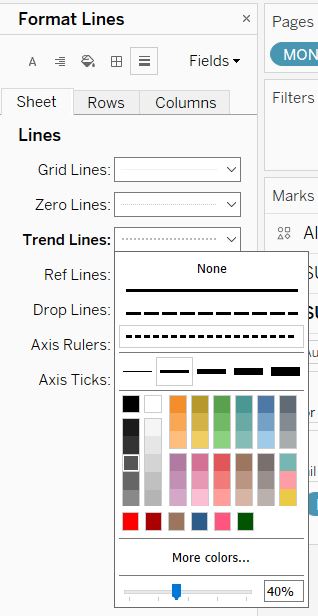 Format Lines
×
Pages
A
Fields
MON
Sheet
Rows
Columns
Filters
Lines
Grid Lines:
Zero Lines:
Marks
Trend Lines:
Al
None
Ref Lines:
Drop Lines:
Axis Rulers:
Axis Ticks:
More colors...
40%